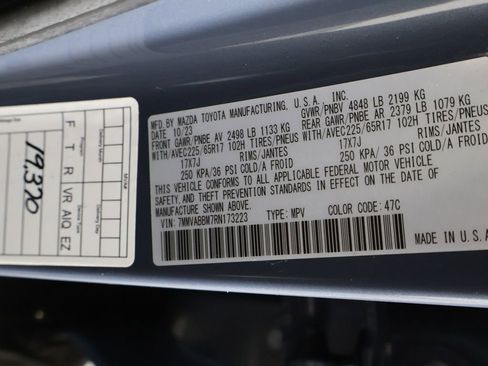 MFD.BY MAZDA TOYOTA MANUFACTURING, U.S.A. INC.
DATE 10/23 GVWR/PNBV 4848 LB 2199 KG
FRONT GAWR/PNBE AV 2498 LB 1133 KG REAR GAWR/PNBE AR 2379 LB 1079 KG
WITH/AVEC225/65R17 102H TIRES/PNEUS WITH/AVEC225/65R17 102H TIRES/PN
17X7J RIMS/JANTES 17X7J RIMS/JANTES
250 KPA/36 PSI COLD/A FROID 250 KPA/36 PSI COLD/A FROID
THIS VEHICLE CONFORMS TO ALL APPLICABLE FEDERAL MOTOR VEHICLE
SAFETY AND THEFT PREVENTION STANDARDS IN EFFECT ON THE DATE OF
MANUFACTURE SHOWN ABOVE.
VIN: 7MMVABBM7RN173223 TYPE: MPV COLOR CODE: 47C
MADE IN U.S.A
F T R VR AIQ EZ
19,370